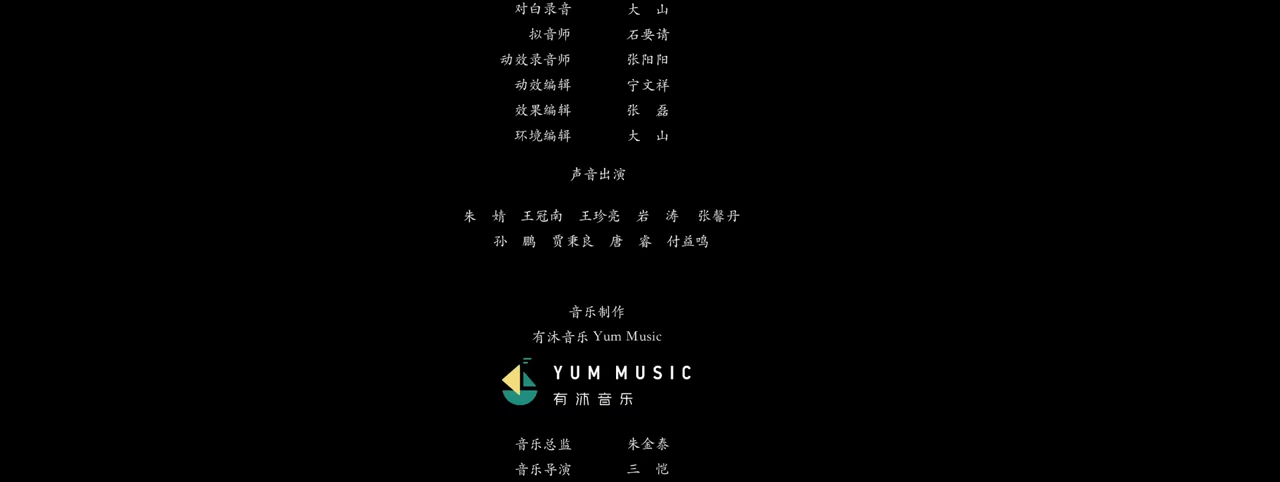 对白录音 大 山
拟音师 石要请
动效录音师 张阳阳
动效编辑 宁文祥
效果编辑 张 磊
环境编辑 大 山
声音出演
朱 婧 王冠南 王珍亮 岩 涛 张馨丹
孙 鹏 贾秉良 唐 睿 付益鸣
音乐制作
有沐音乐 Yum Music
YUM MUSIC
有沐音乐
音乐总监 朱金泰
音乐导演 三 恺